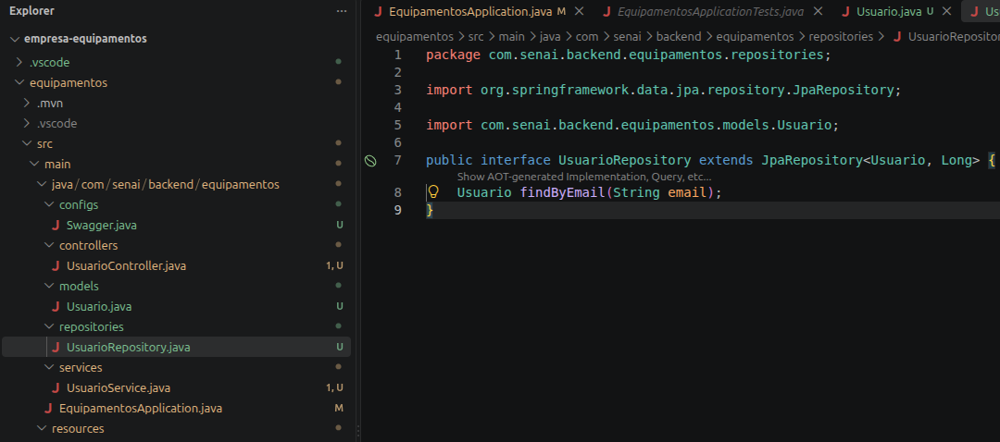 Explorer
empresa-equipamentos
.vscode
equipamentos
.mvn
.vscode
src
main
java/com/senai/backend/equipamentos
configs
Swagger.java U
controllers
UsuarioController.java 1, U
models
Usuario.java U
repositories
UsuarioRepository.java U
services
UsuarioService.java 1, U
EquipamentosApplication.java M
resources
EquipamentosApplication.java M EquipamentosApplicationTests.java Usuario.java U Us
equipamentos > src > main > java > com > senai > backend > equipamentos > repositories > UsuarioRepositor
1 package com.senai.backend.equipamentos.repositories;
2
3 import org.springframework.data.jpa.repository.JpaRepository;
4
5 import com.senai.backend.equipamentos.models.Usuario;
6
7 public interface UsuarioRepository extends JpaRepository<Usuario, Long> {
Show AOT-generated Implementation, Query, etc...
8 Usuario findByEmail(String email);
9 }